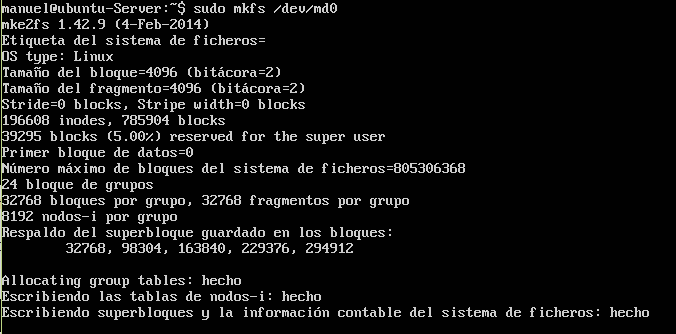 manuel@ubuntu-Server:~$ sudo mkfs /dev/md0
mke2fs 1.42.9 (4-Feb-2014)
Etiqueta del sistema de ficheros=
OS type: Linux
Tamaño del bloque=4096 (bitácora=2)
Tamaño del fragmento=4096 (bitácora=2)
Stride=0 blocks, Stripe width=0 blocks
196608 inodes, 785904 blocks
39295 blocks (5.00%) reserved for the super user
Primer bloque de datos=0
Número máximo de bloques del sistema de ficheros=805306368
24 bloque de grupos
32768 bloques por grupo, 32768 fragmentos por grupo
8192 nodos-i por grupo
Respaldo del superbloque guardado en los bloques:
32768, 98304, 163840, 229376, 294912
Allocating group tables: hecho
Escribiendo las tablas de nodos-i: hecho
Escribiendo superbloques y la información contable del sistema de ficheros: hecho